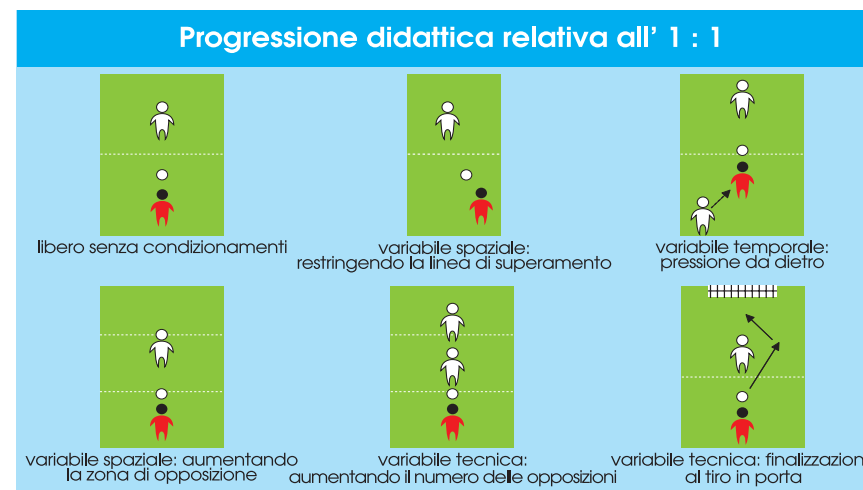 Progressione didattica relativa all' 1 : 1
libero senza condizionamenti
variabile spaziale:
restringendo la linea di superamento
variabile temporale:
pressione da dietro
variabile spaziale: aumentando
la zona di opposizione
variabile tecnica:
aumentando il numero delle opposizioni
variabile tecnica: finalizzazion
al tiro in porta